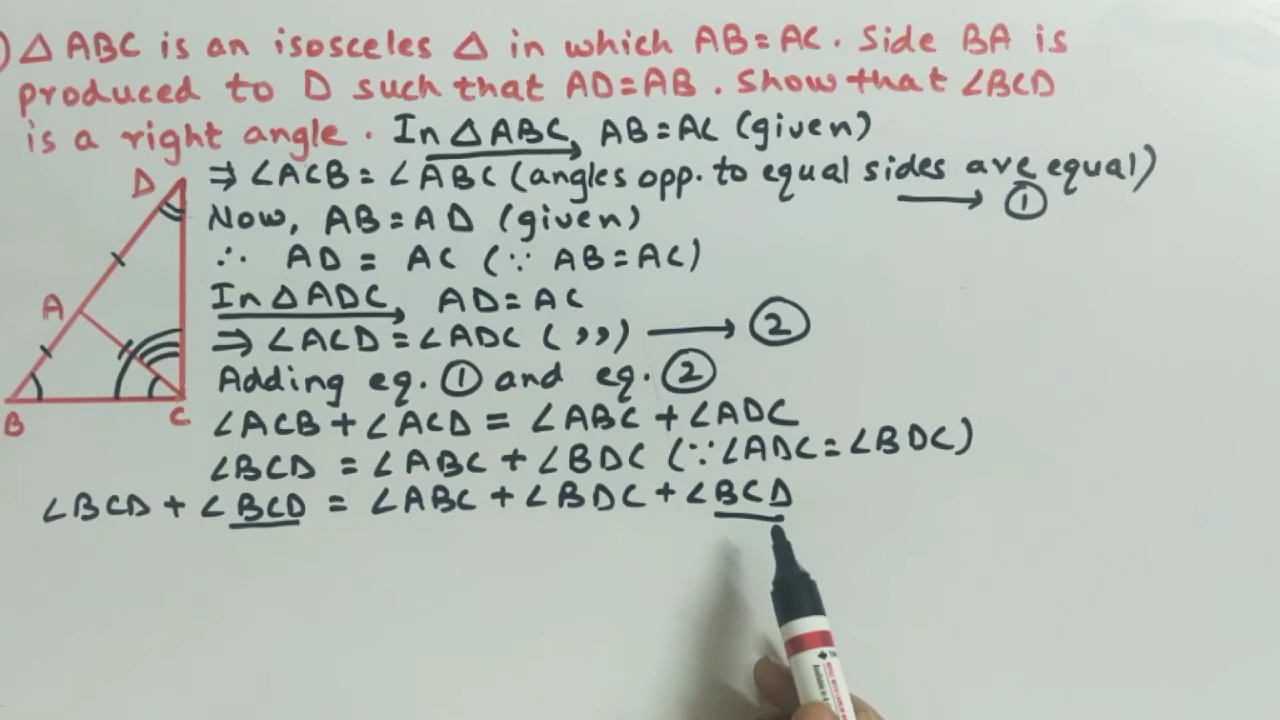 ) △ ABC is an isosceles △ in which AB = AC. Side BA is
produced to D such that AD = AB. Show that ∠BCD
is a right angle. In △ABC, AB = AC (given)
⇒ ∠ACB = ∠ABC (angles opp. to equal sides are equal) ⟶ ①
Now, AB = AD (given)
∴ AD = AC (∵ AB = AC)
In △ADC, AD = AC
⇒ ∠ACD = ∠ADC ( ,, ) ⟶ ②
Adding eq. ① and eq. ②
∠ACB + ∠ACD = ∠ABC + ∠ADC
∠BCD = ∠ABC + ∠BDC (∵ ∠ADC = ∠BDC)
∠BCD + ∠BCD = ∠ABC + ∠BDC + ∠BCD
D
A
B
C